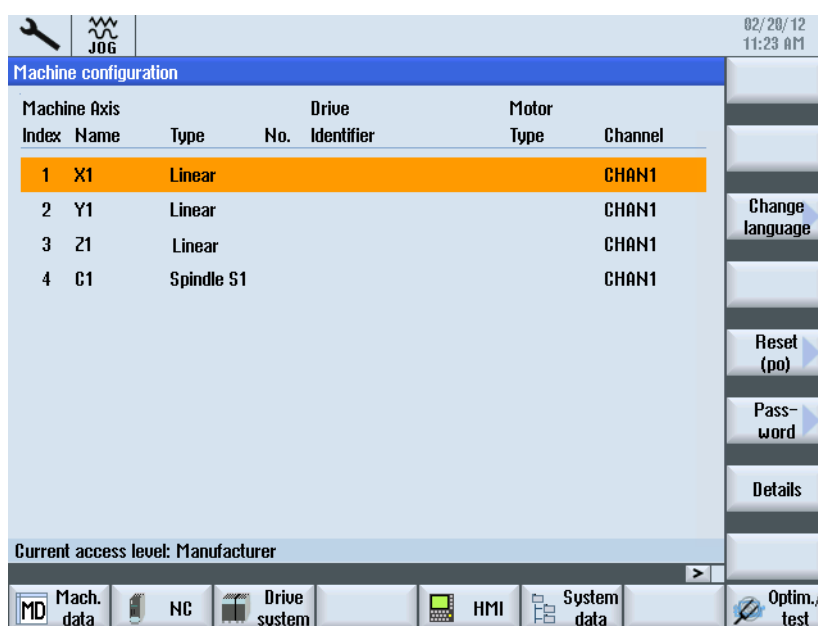 JOG
02/28/12
11:23 AM
Machine configuration
Machine Axis Drive Motor
Index Name Type No. Identifier Type Channel
1 X1 Linear CHAN1
2 Y1 Linear CHAN1
3 Z1 Linear CHAN1
4 C1 Spindle S1 CHAN1
Change
language
Reset
(po)
Pass-
word
Details
Current access level: Manufacturer
>
MD Mach.
data
NC
Drive
system
HMI
System
data
Optim./
test